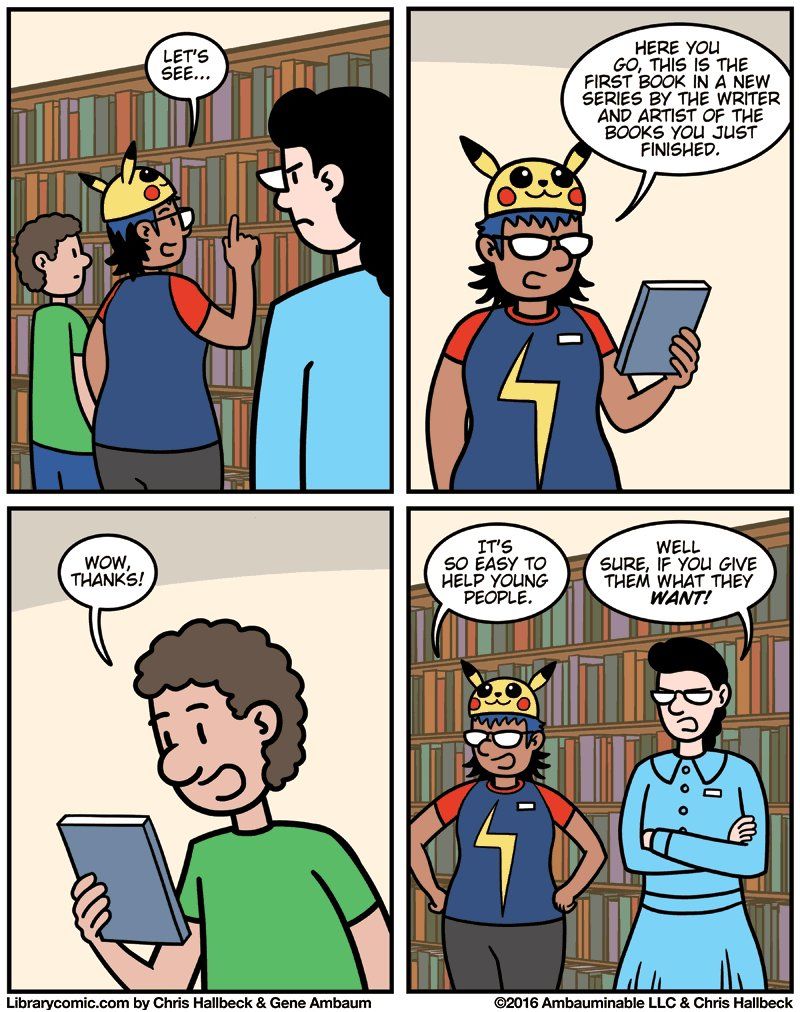 LET'S
SEE...
HERE YOU
GO, THIS IS THE
FIRST BOOK IN A NEW
SERIES BY THE WRITER
AND ARTIST OF THE
BOOKS YOU JUST
FINISHED.
WOW,
THANKS!
IT'S
SO EASY TO
HELP YOUNG
PEOPLE.
WELL
SURE, IF YOU GIVE
THEM WHAT THEY
WANT!
Librarycomic.com by Chris Hallbeck & Gene Ambaum
©2016 Ambauminable LLC & Chris Hallbeck